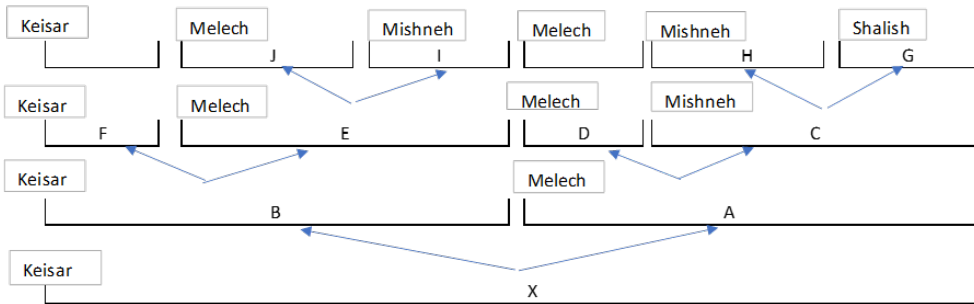 Keisar Melech Mishneh Melech Mishneh Shalish
J I H G
Keisar Melech Melech Mishneh
F E D C
Keisar Melech
B A
Keisar
X